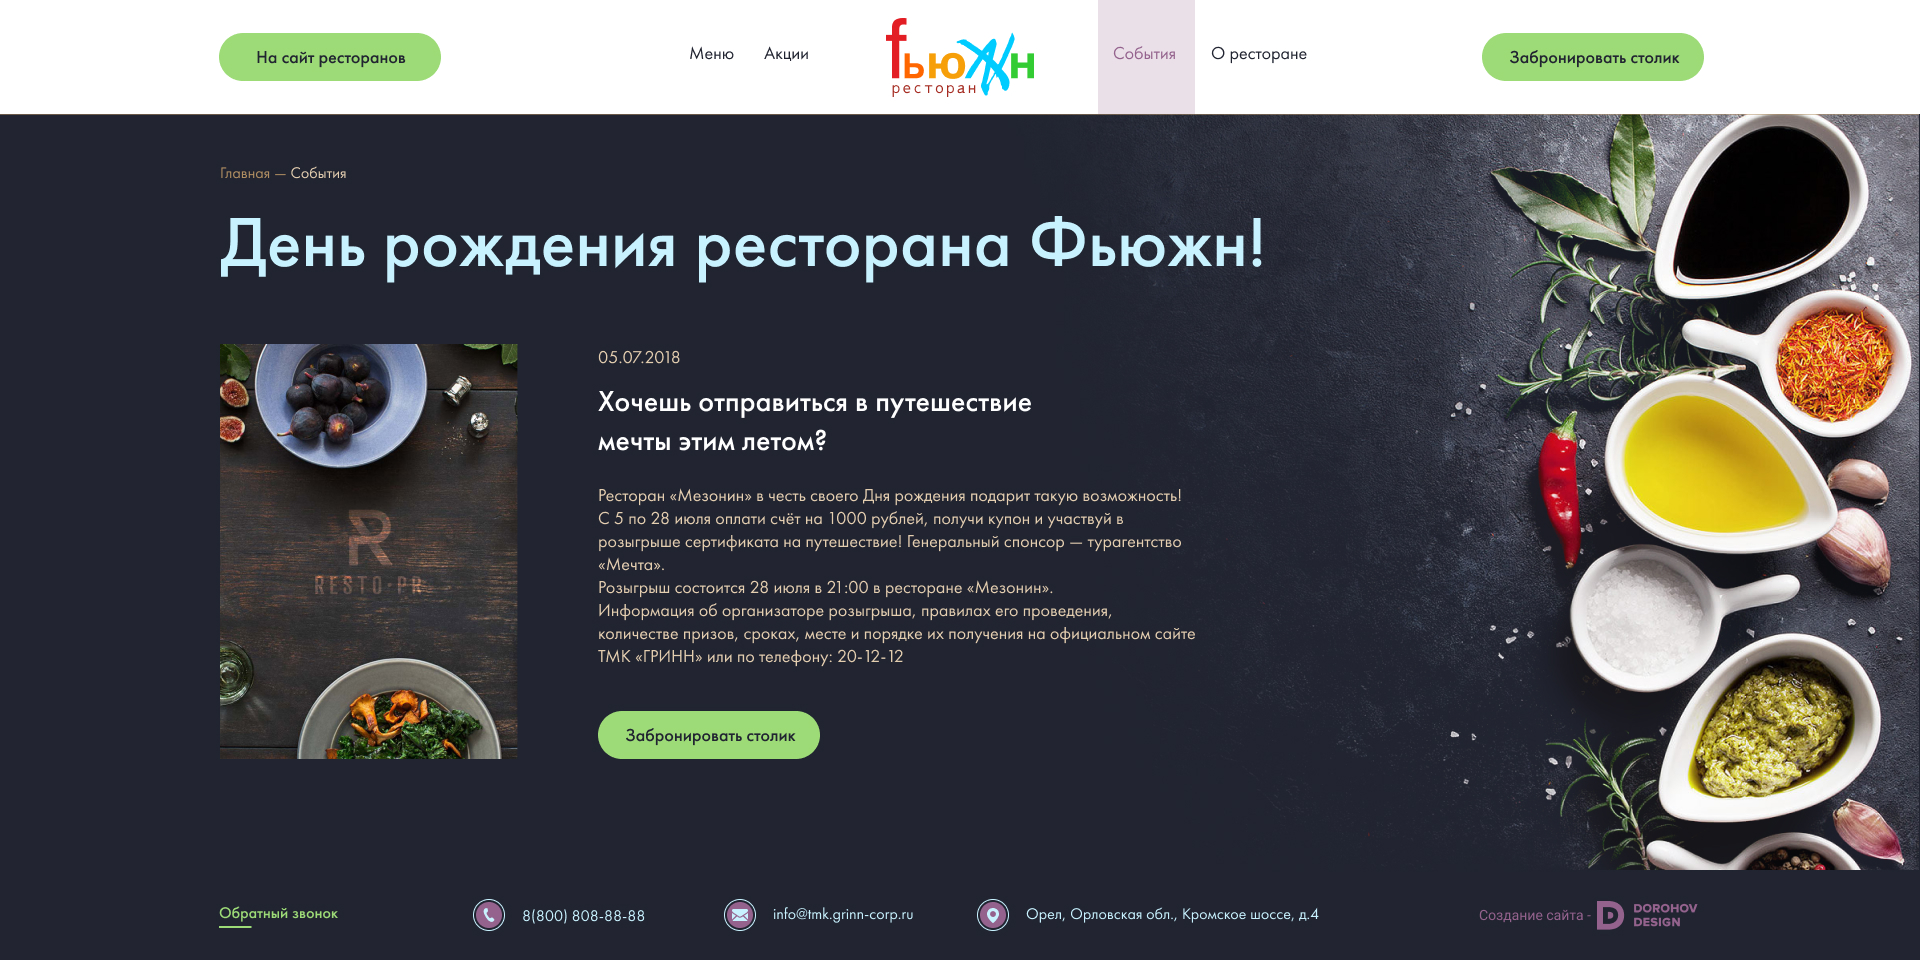 На сайт ресторанов
Меню
Акции
fьюжн
ресторан
События
О ресторане
Забронировать столик
Главная — События
День рождения ресторана Фьюжн!
RESTO·PR
05.07.2018
Хочешь отправиться в путешествие
мечты этим летом?
Ресторан «Мезонин» в честь своего Дня рождения подарит такую возможность!
С 5 по 28 июля оплати счёт на 1000 рублей, получи купон и участвуй в
розыгрыше сертификата на путешествие! Генеральный спонсор — турагентство
«Мечта».
Розыгрыш состоится 28 июля в 21:00 в ресторане «Мезонин».
Информация об организаторе розыгрыша, правилах его проведения,
количестве призов, сроках, месте и порядке их получения на официальном сайте
ТМК «ГРИНН» или по телефону: 20-12-12
Забронировать столик
Обратный звонок
8(800) 808-88-88
info@tmk.grinn-corp.ru
Орел, Орловская обл., Кромское шоссе, д.4
Создание сайта -
DOROHOV
DESIGN